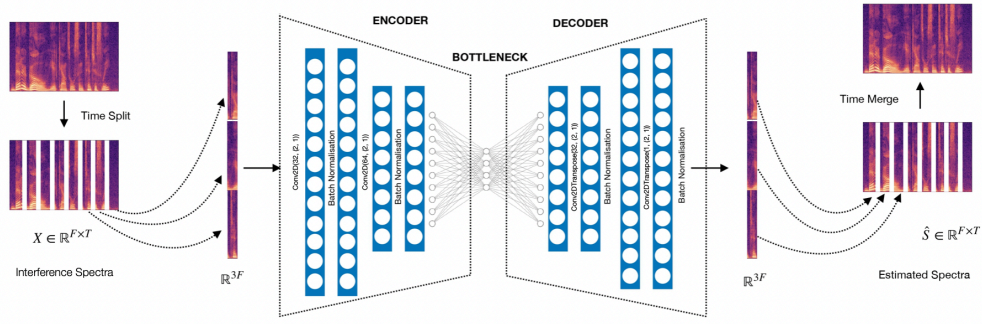 ENCODER
DECODER
BOTTLENECK
Time Split
Time Merge
Conv2D(32, (2, 1))
Batch Normalisation
Conv2D(64, (2, 1))
Batch Normalisation
Conv2DTranspose(32, (2, 1))
Batch Normalisation
Conv2DTranspose(1, (2, 1))
Batch Normalisation
X ∈ ℝ^{F×T}
Interference Spectra
ℝ^{3F}
ℝ^{3F}
Ŝ ∈ ℝ^{F×T}
Estimated Spectra